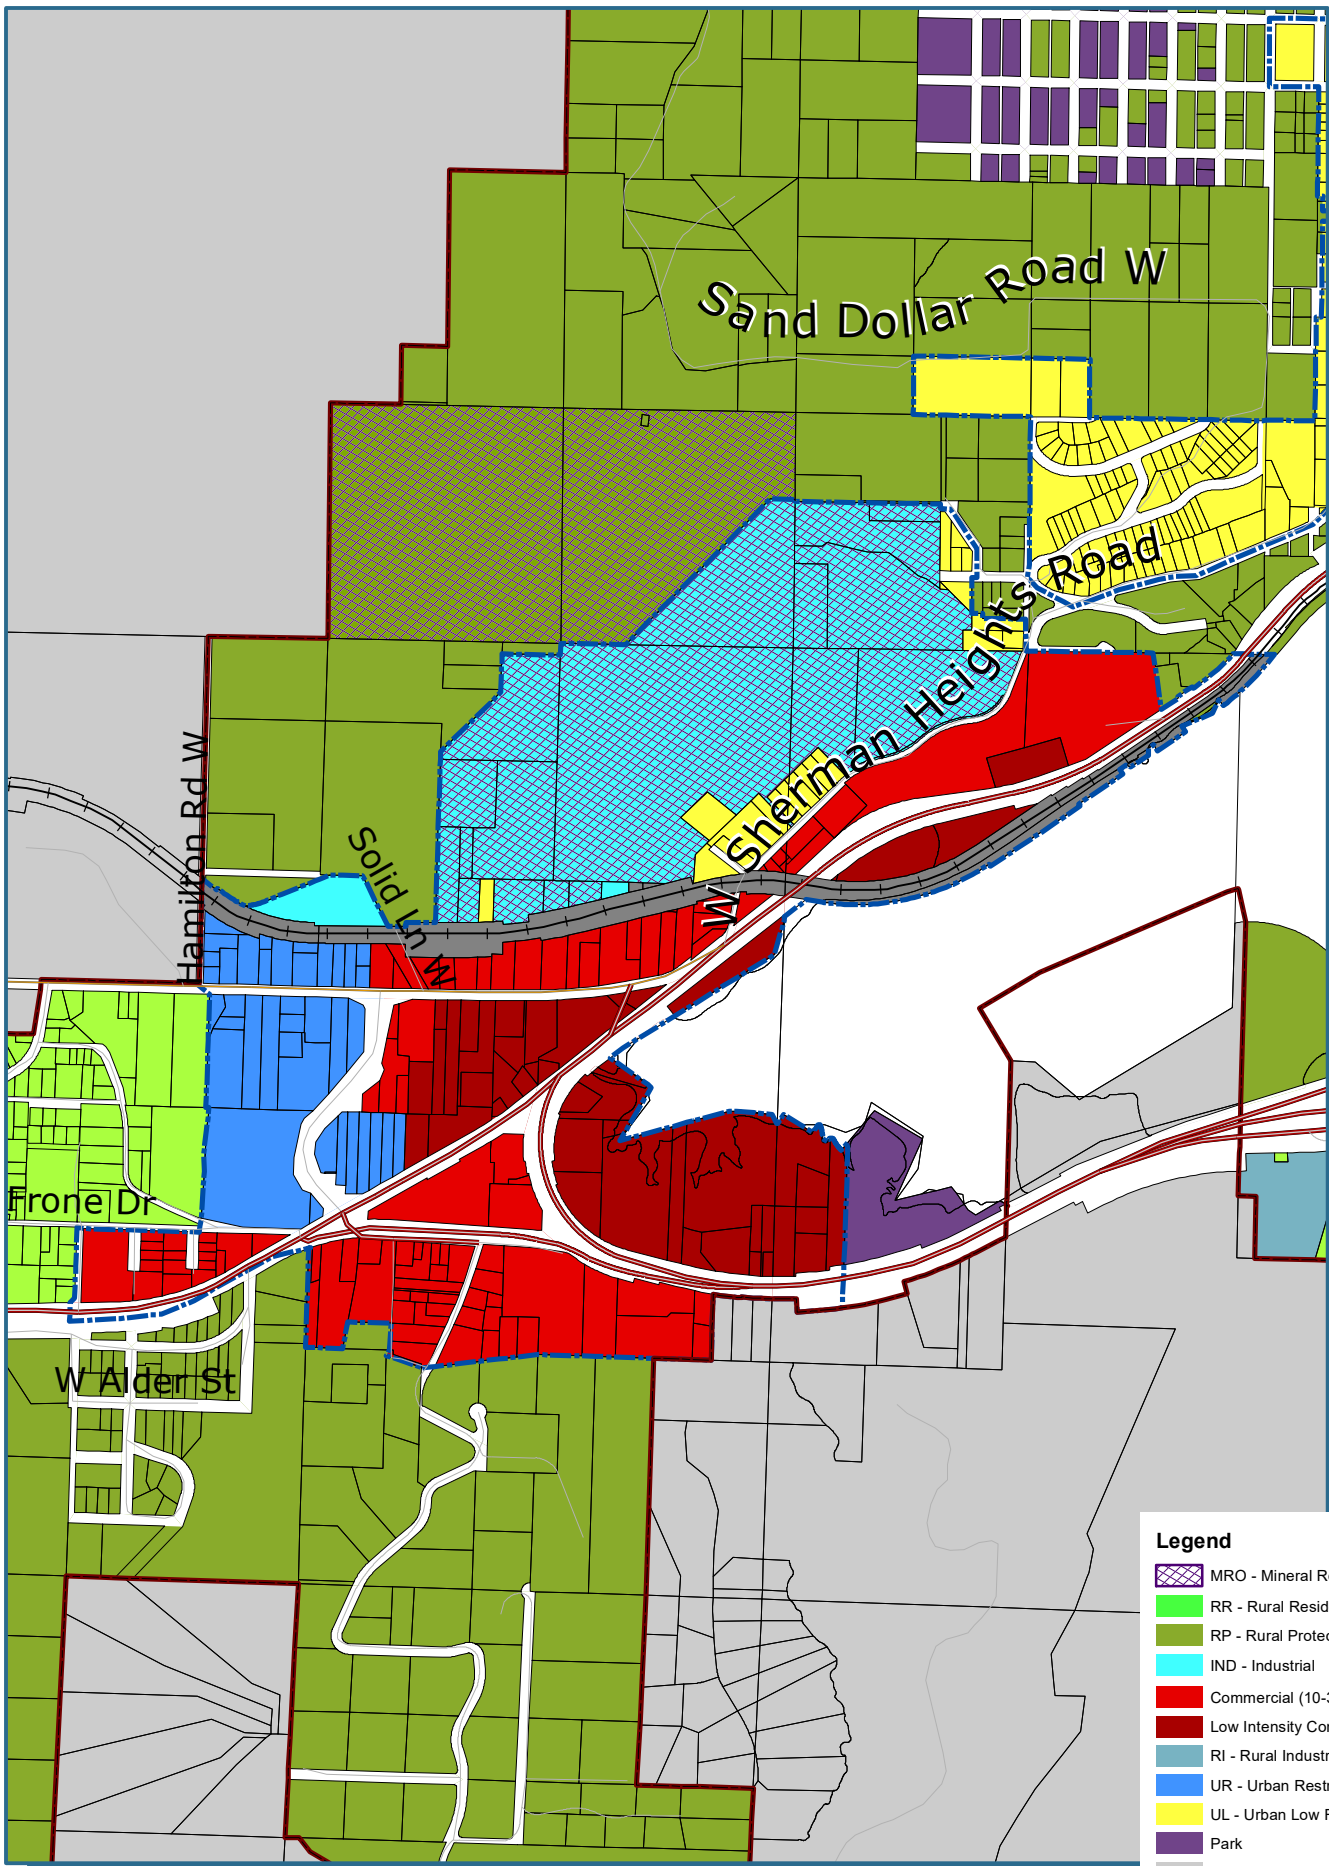 Sand Dollar Road W
W Sherman Heights Road
Hamilton Rd W
Solid Ln W
Frone Dr
W Alder St
Legend
MRO - Mineral R
RR - Rural Resid
RP - Rural Protec
IND - Industrial
Commercial (10-3
Low Intensity Co
RI - Rural Industr
UR - Urban Restr
UL - Urban Low R
Park